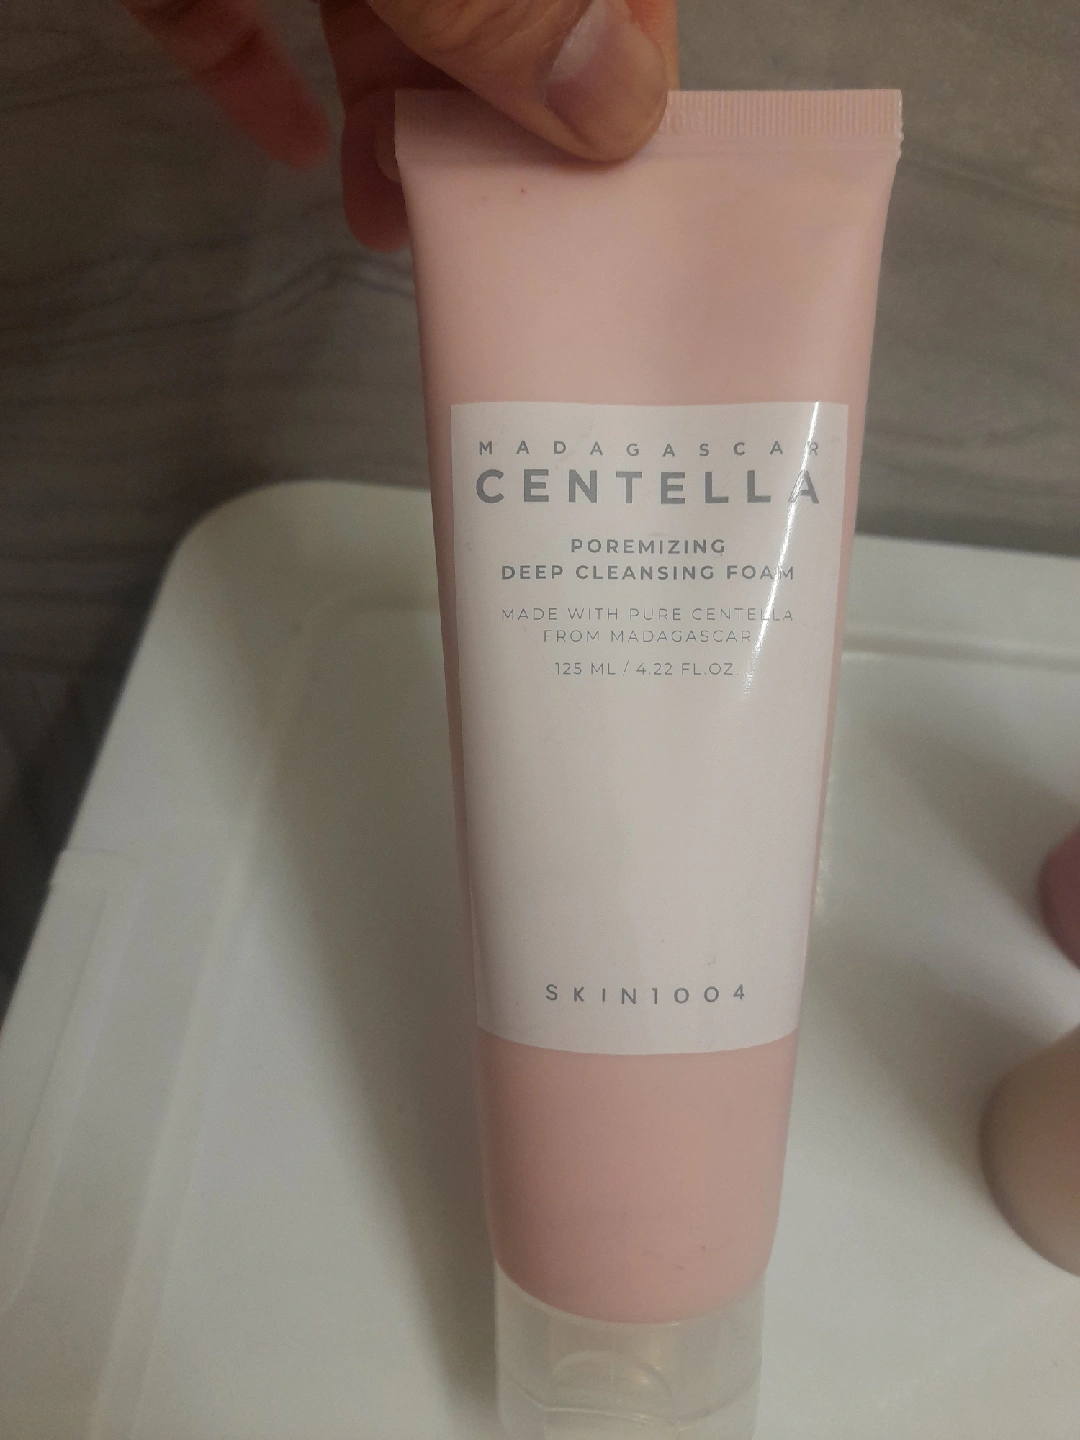 MADAGASCAR
CENTELLA
POREMIZING
DEEP CLEANSING FOAM
MADE WITH PURE CENTELLA
FROM MADAGASCAR
125 ML / 4.22 FL.OZ.
SKIN1004